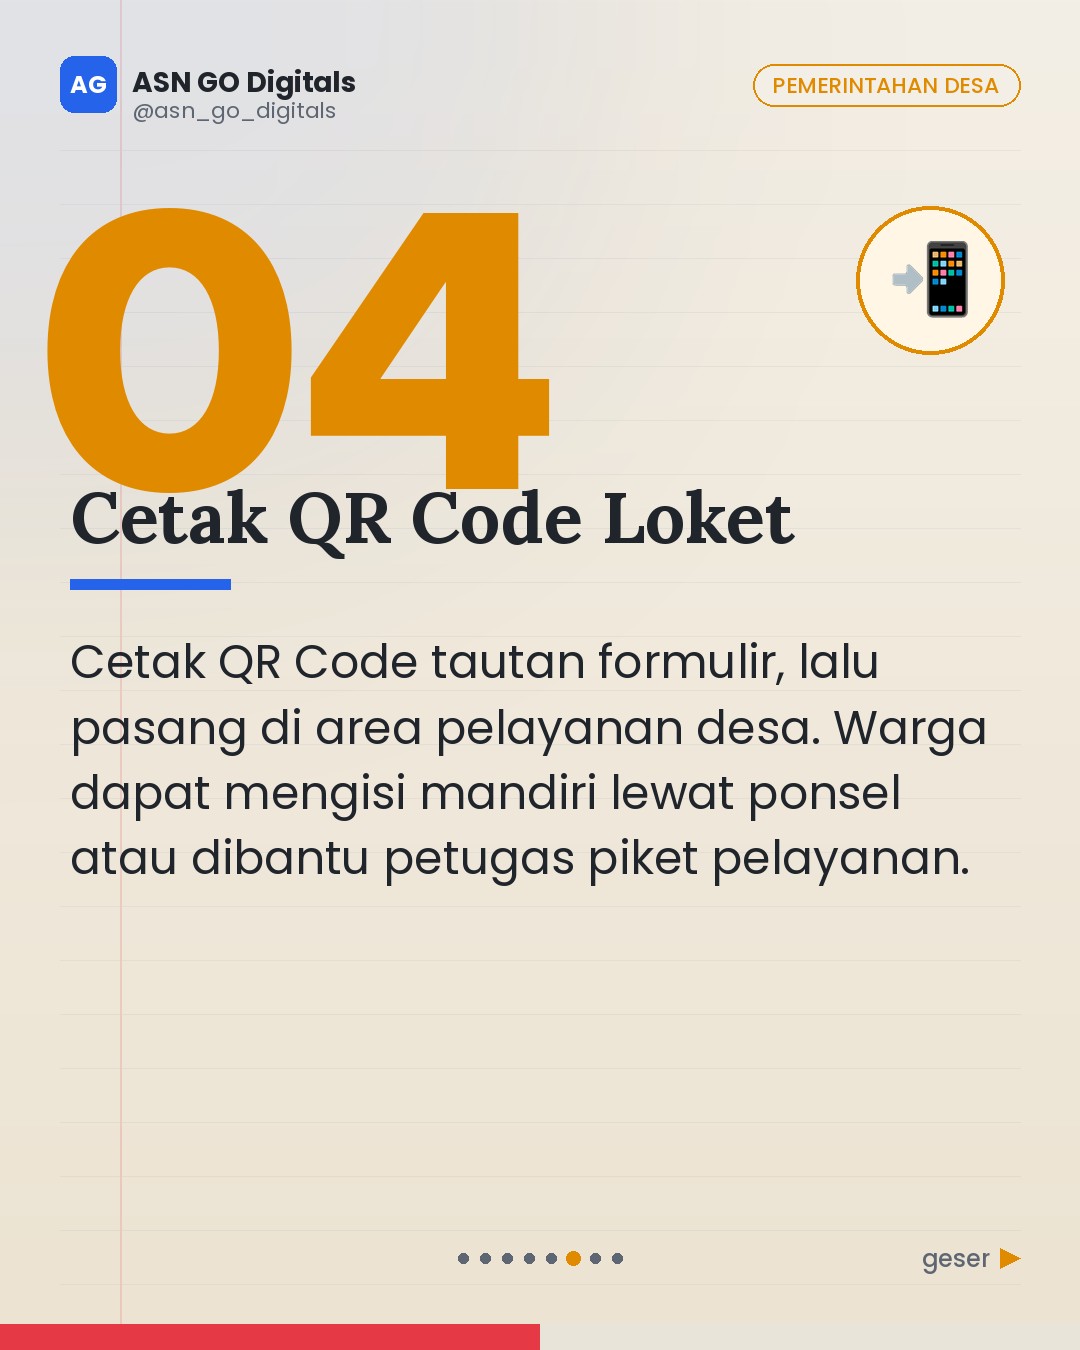 AG
ASN GO Digitals
@asn_go_digitals
PEMERINTAHAN DESA
04
Cetak QR Code Loket
Cetak QR Code tautan formulir, lalu
pasang di area pelayanan desa. Warga
dapat mengisi mandiri lewat ponsel
atau dibantu petugas piket pelayanan.
geser